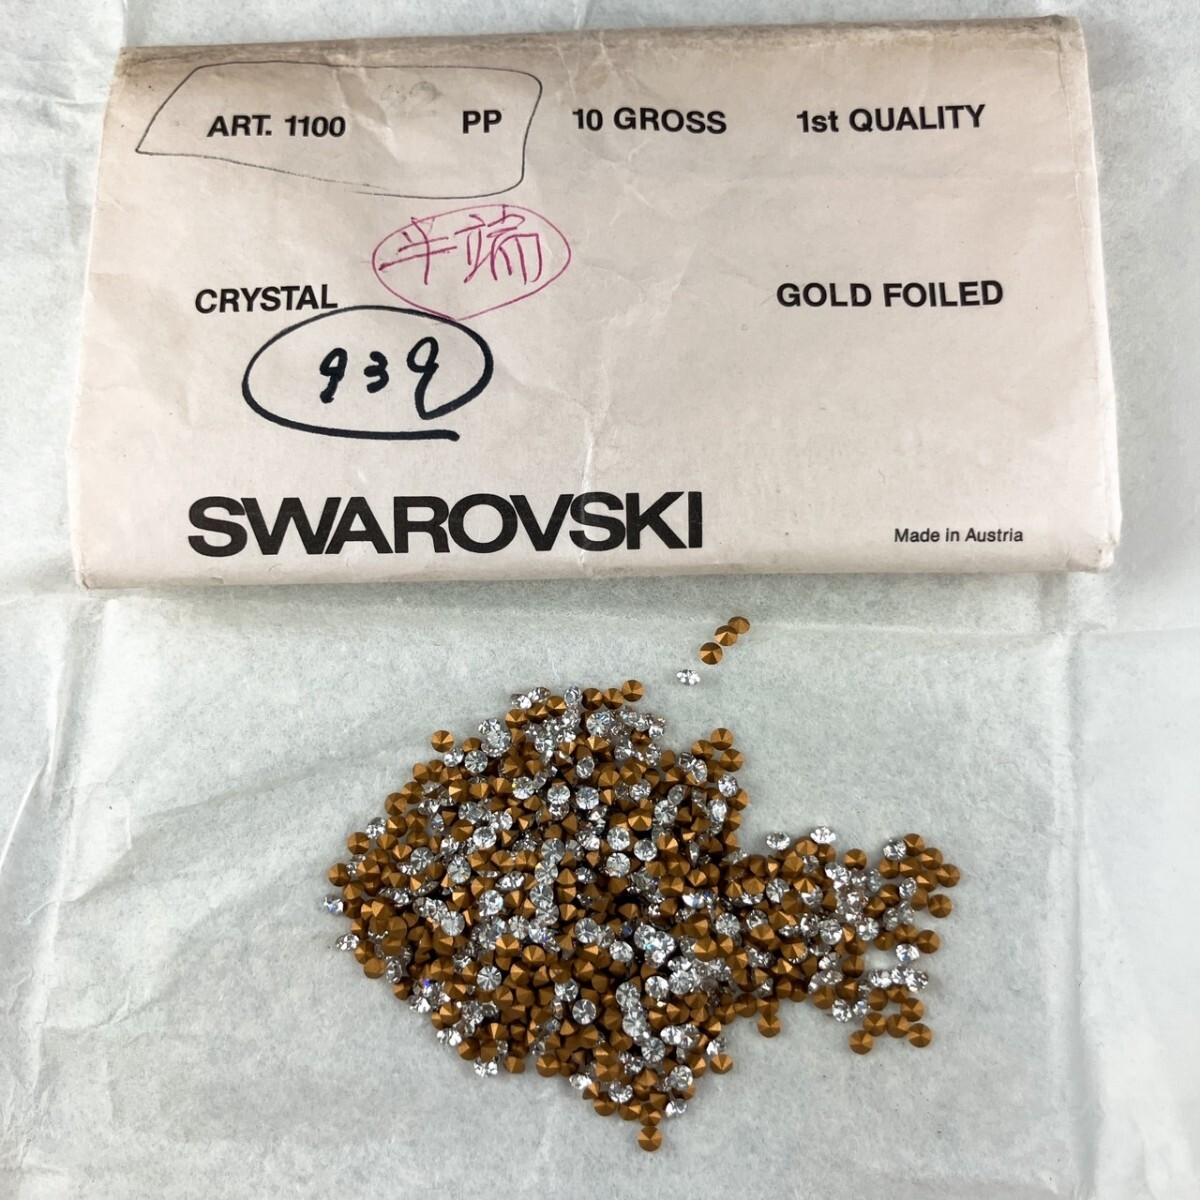 ART. 1100 PP 10 GROSS 1st QUALITY
半端
CRYSTAL GOLD FOILED
939
SWAROVSKI Made in Austria